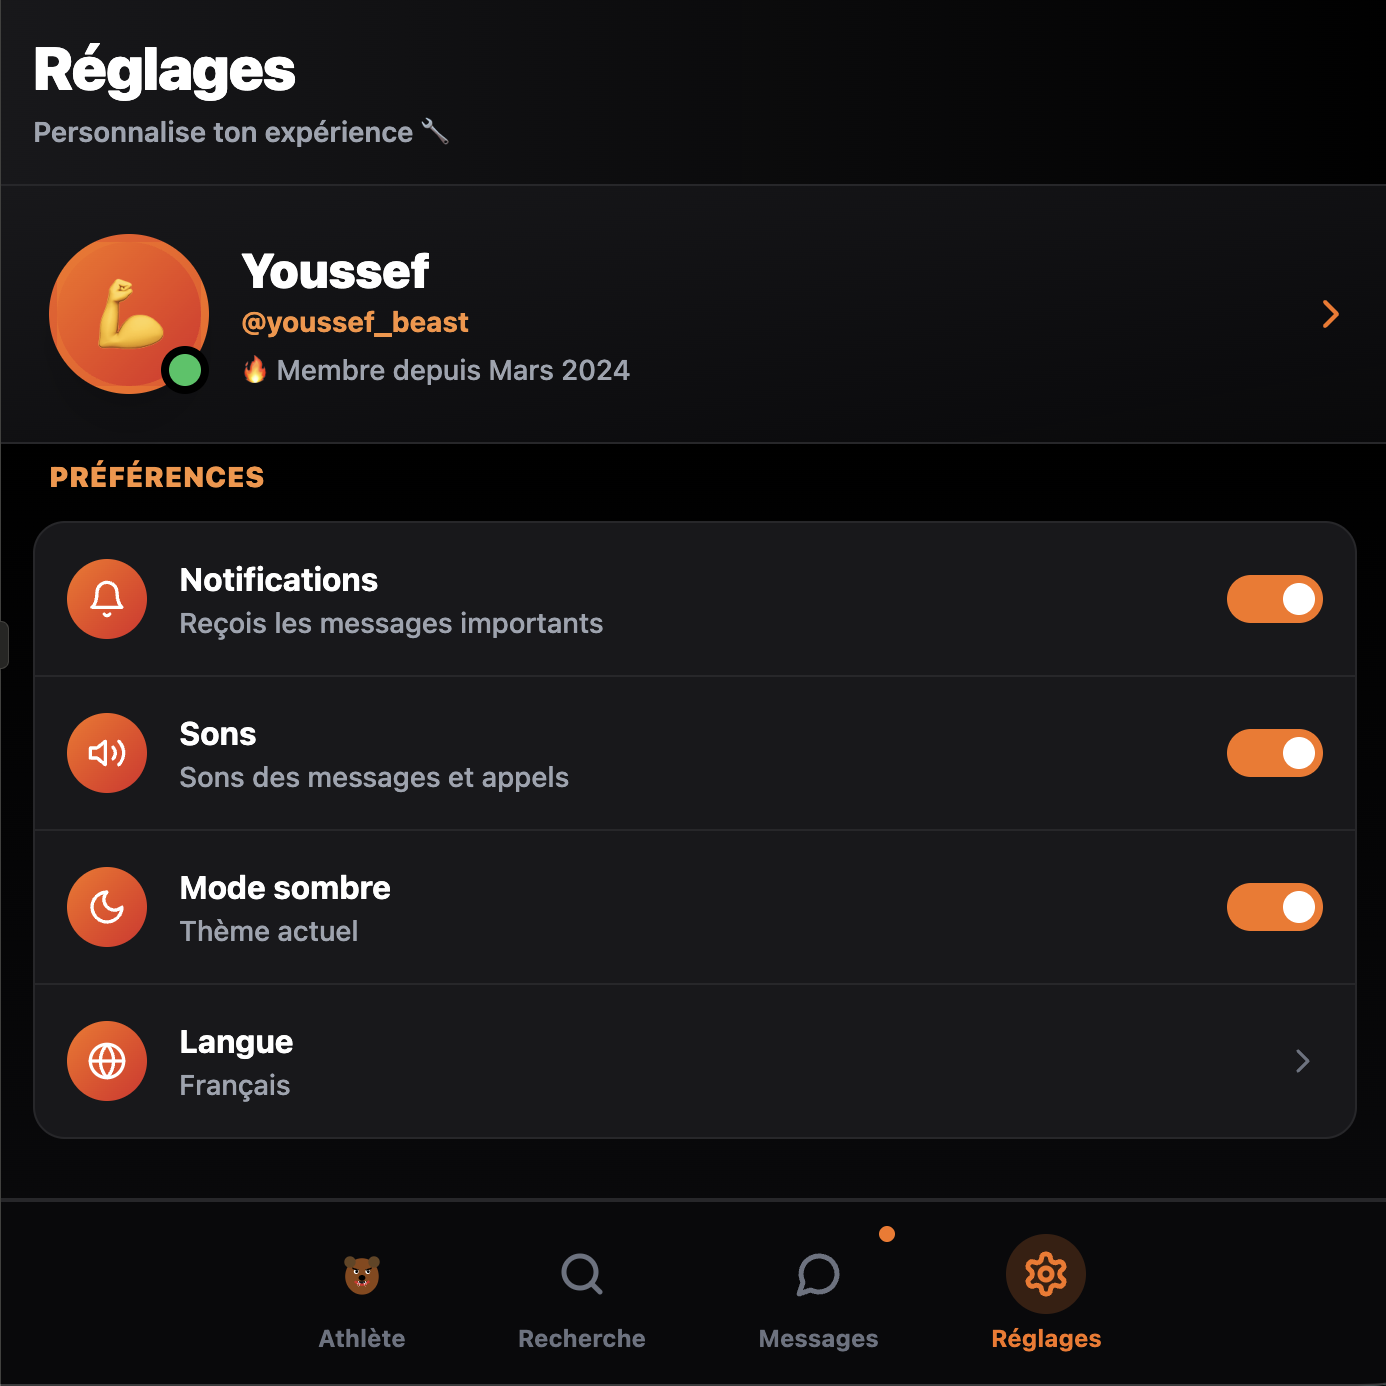 Réglages
Personnalise ton expérience 🔧
Youssef
@youssef_beast
🔥 Membre depuis Mars 2024
PRÉFÉRENCES
Notifications
Reçois les messages importants
Sons
Sons des messages et appels
Mode sombre
Thème actuel
Langue
Français
Athlète
Recherche
Messages
Réglages